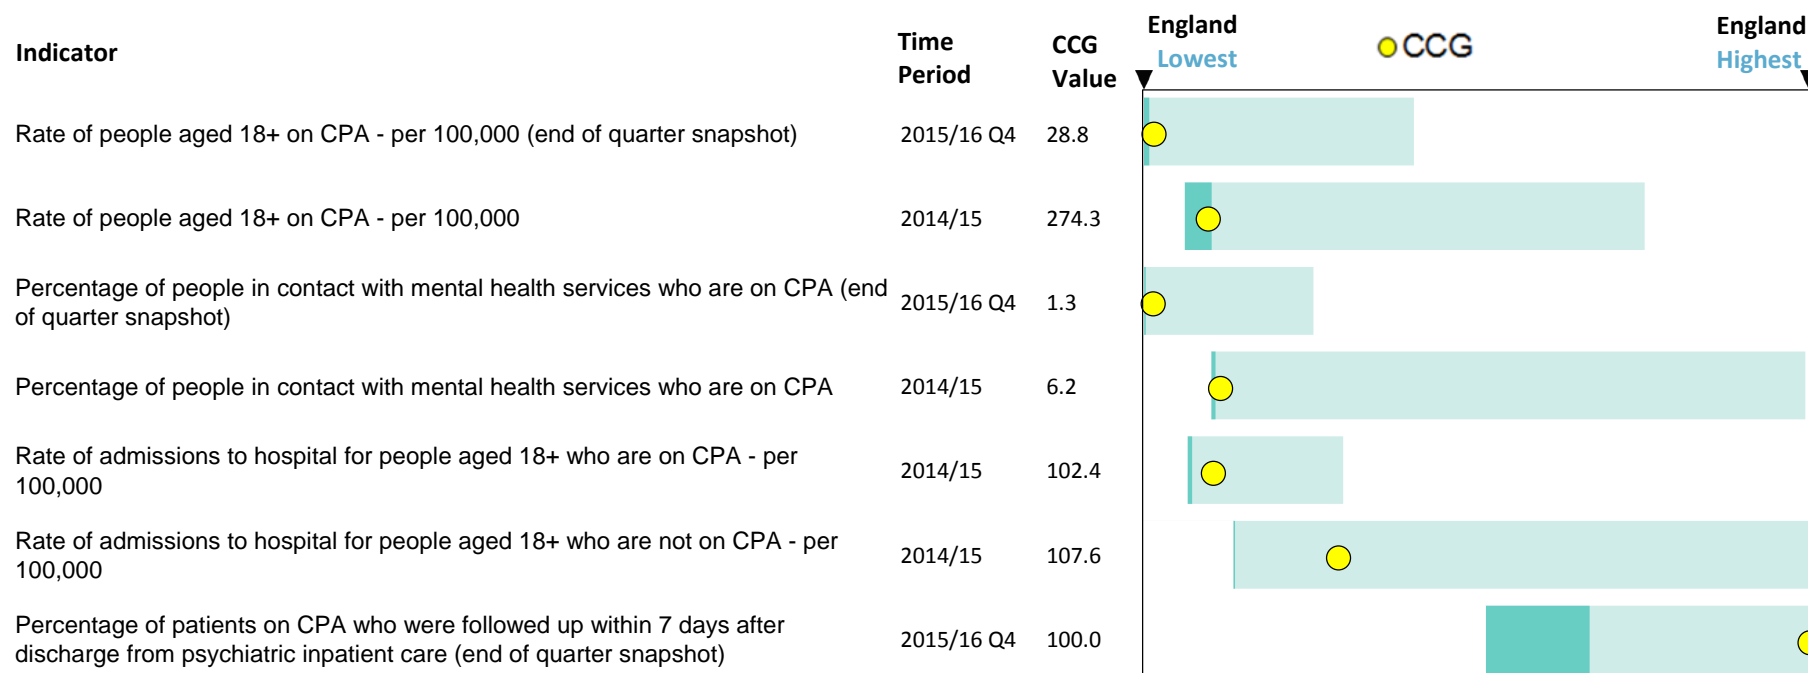 Indicator
Time Period
CCG Value
England Lowest
CCG
England Highest
Rate of people aged 18+ on CPA - per 100,000 (end of quarter snapshot) 2015/16 Q4 28.8
Rate of people aged 18+ on CPA - per 100,000 2014/15 274.3
Percentage of people in contact with mental health services who are on CPA (end
of quarter snapshot) 2015/16 Q4 1.3
Percentage of people in contact with mental health services who are on CPA 2014/15 6.2
Rate of admissions to hospital for people aged 18+ who are on CPA - per
100,000 2014/15 102.4
Rate of admissions to hospital for people aged 18+ who are not on CPA - per
100,000 2014/15 107.6
Percentage of patients on CPA who were followed up within 7 days after
discharge from psychiatric inpatient care (end of quarter snapshot) 2015/16 Q4 100.0